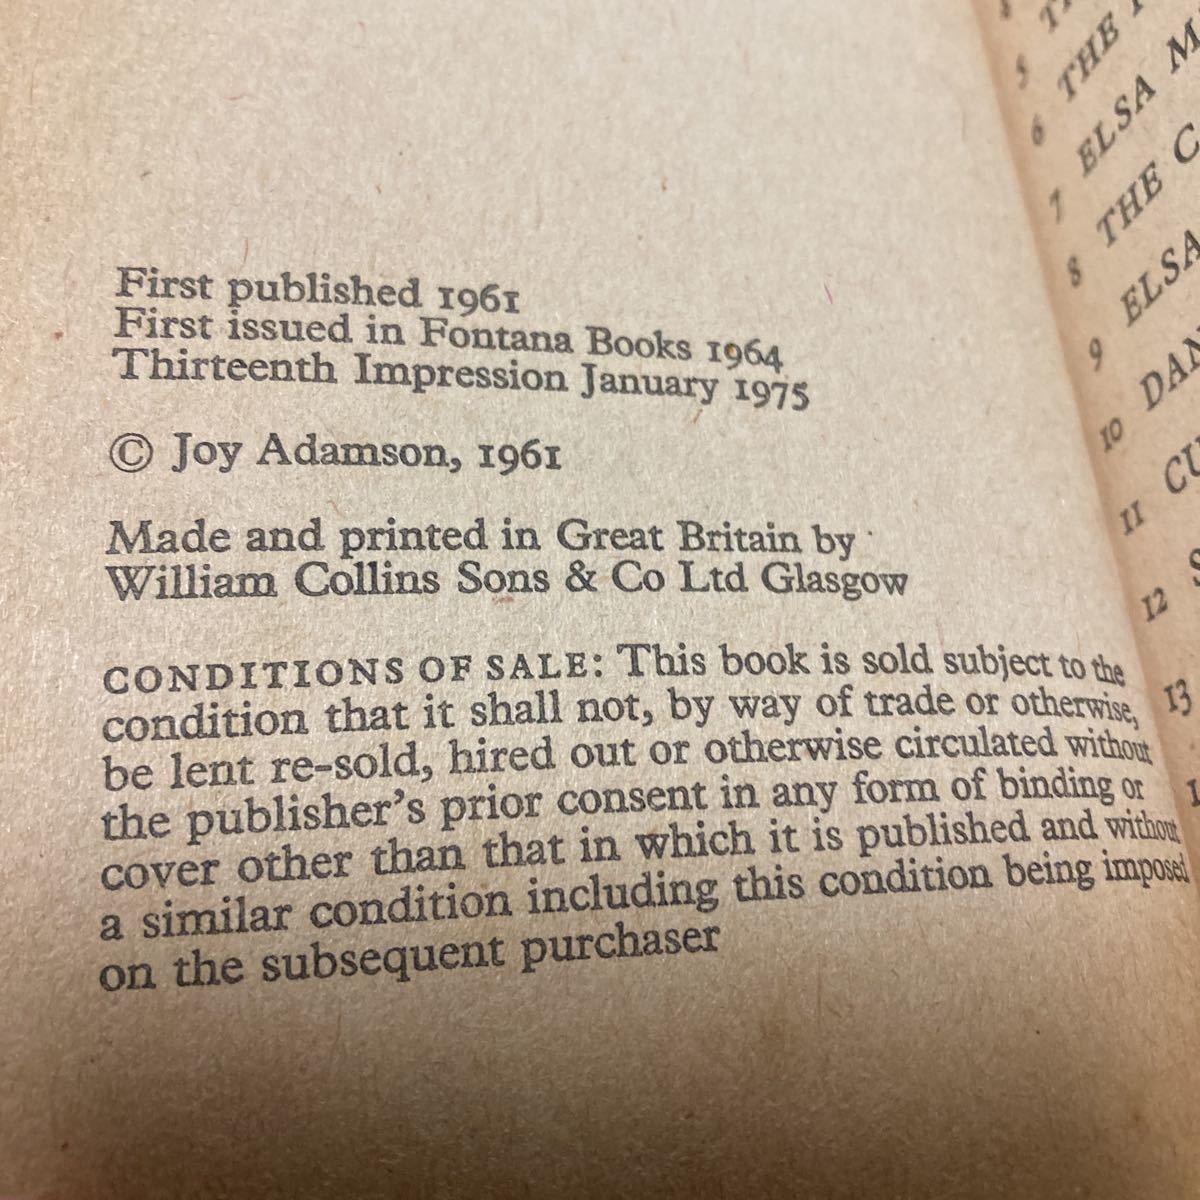 First published 1961
First issued in Fontana Books 1964
Thirteenth Impression January 1975
© Joy Adamson, 1961
Made and printed in Great Britain by
William Collins Sons & Co Ltd Glasgow
CONDITIONS OF SALE: This book is sold subject to the
condition that it shall not, by way of trade or otherwise,
be lent re-sold, hired out or otherwise circulated without
the publisher's prior consent in any form of binding or
cover other than that in which it is published and without
a similar condition including this condition being imposed
on the subsequent purchaser
5
6 THE
7 ELSA
8 THE
9 ELSA
10
11
12
13